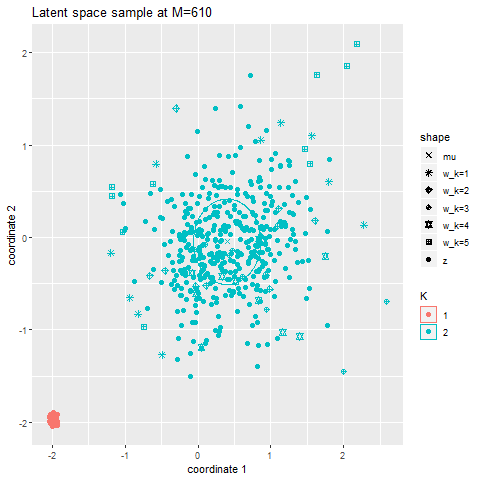 Latent space sample at M=610
2
1
0
-1
-2
coordinate 2
-2
-1
0
1
2
coordinate 1
shape
mu
w_k=1
w_k=2
w_k=3
w_k=4
w_k=5
z
K
1
2